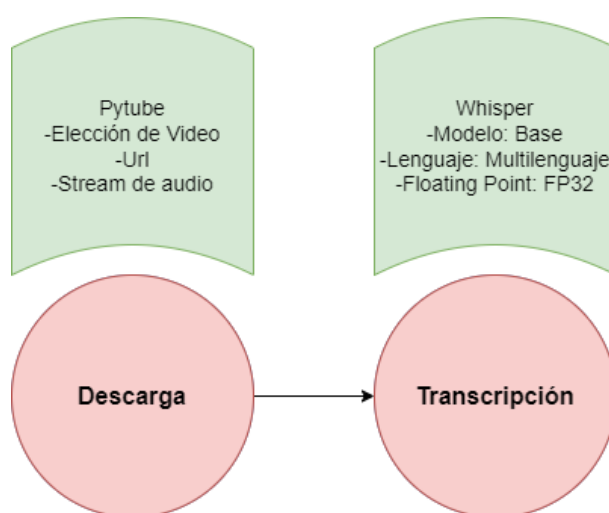 Pytube
-Elección de Video
-Url
-Stream de audio
Whisper
-Modelo: Base
-Lenguaje: Multilenguaje
-Floating Point: FP32
Descarga
Transcripción